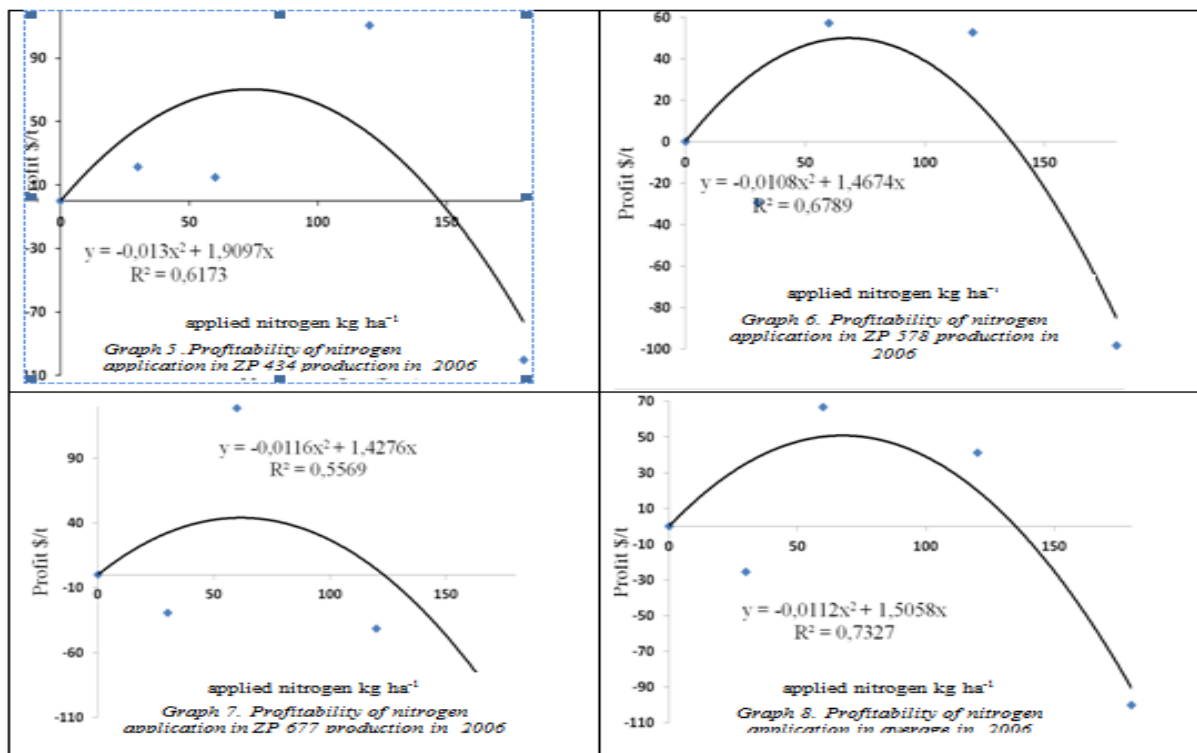 90
50
10
-30
-70
-110
0
50
100
y = -0,013x² + 1,9097x
R² = 0,6173
applied nitrogen kg ha⁻¹
Graph 5 .Profitability of nitrogen
application in ZP 434 production in 2006
Profit $/t
60
40
20
0
-20
-40
-60
-80
-100
0
50
100
150
y = -0,0108x² + 1,4674x
R² = 0,6789
applied nitrogen kg ha⁻¹
Graph 6. Profitability of nitrogen
application in ZP 578 production in
2006
Profit $/t
90
40
-10
-60
-110
0
50
100
150
y = -0,0116x² + 1,4276x
R² = 0,5569
applied nitrogen kg ha⁻¹
Graph 7. Profitability of nitrogen
application in ZP 677 production in 2006
Profit $/t
70
50
30
10
-10
-30
-50
-70
-90
-110
0
50
100
150
y = -0,0112x² + 1,5058x
R² = 0,7327
applied nitrogen kg ha⁻¹
Graph 8. Profitability of nitrogen
application in average in 2006